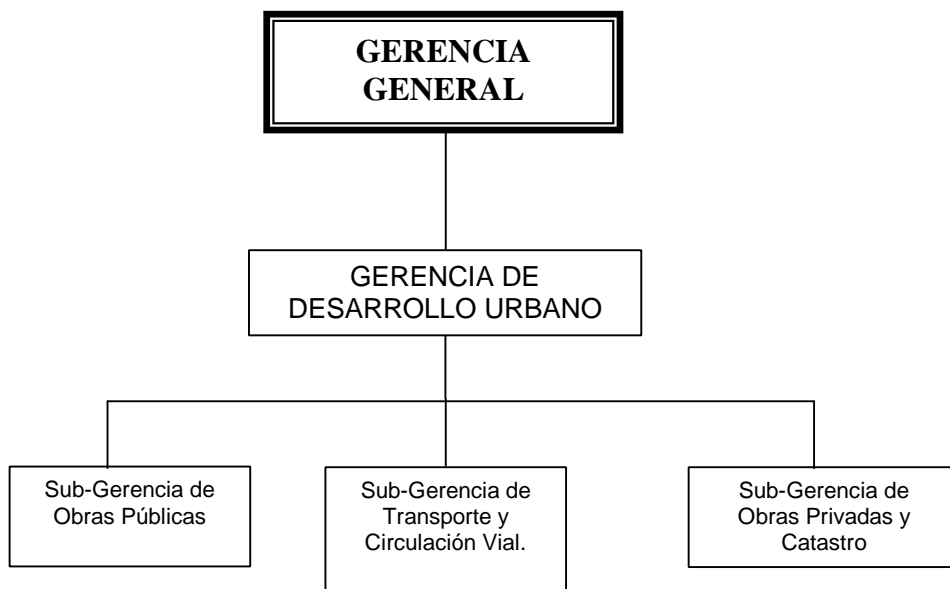 GERENCIA
GENERAL
GERENCIA DE
DESARROLLO URBANO
Sub-Gerencia de
Obras Públicas
Sub-Gerencia de
Transporte y
Circulación Vial.
Sub-Gerencia de
Obras Privadas y
Catastro